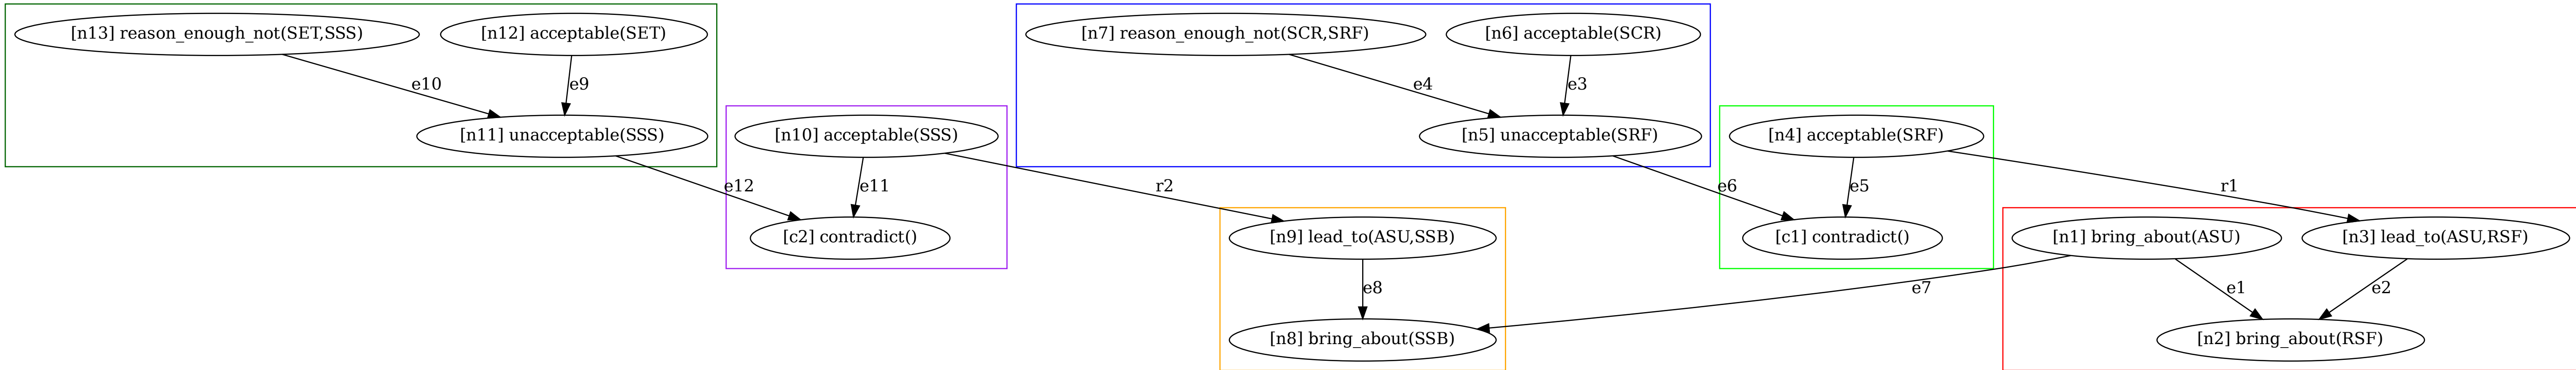 [n13] reason_enough_not(SET,SSS)
[n12] acceptable(SET)
[n7] reason_enough_not(SCR,SRF)
[n6] acceptable(SCR)
e10
e9
e4
e3
[n11] unacceptable(SSS)
[n10] acceptable(SSS)
[n5] unacceptable(SRF)
[n4] acceptable(SRF)
e12
e11
r2
e6
e5
r1
[c2] contradict()
[n9] lead_to(ASU,SSB)
[c1] contradict()
[n1] bring_about(ASU)
[n3] lead_to(ASU,RSF)
e8
e7
e1
e2
[n8] bring_about(SSB)
[n2] bring_about(RSF)